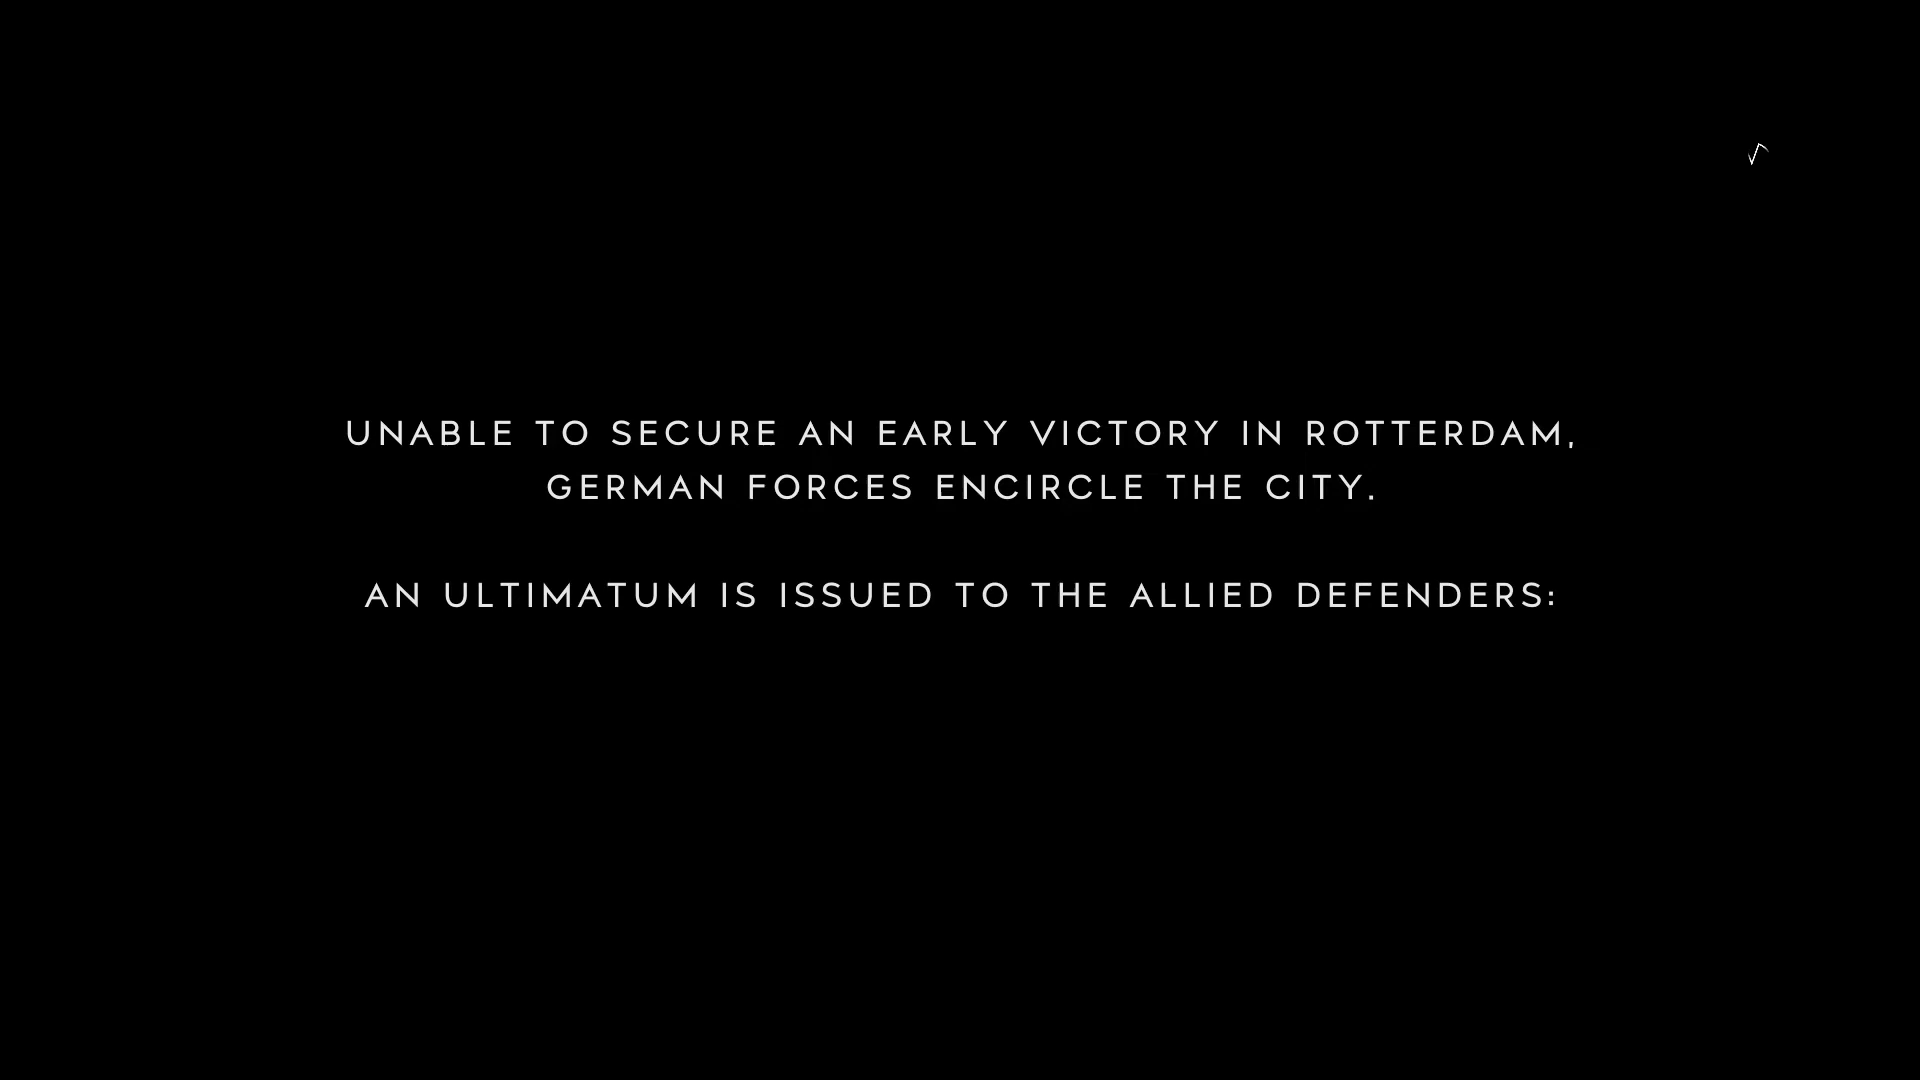 UNABLE TO SECURE AN EARLY VICTORY IN ROTTERDAM,
GERMAN FORCES ENCIRCLE THE CITY.
AN ULTIMATUM IS ISSUED TO THE ALLIED DEFENDERS: